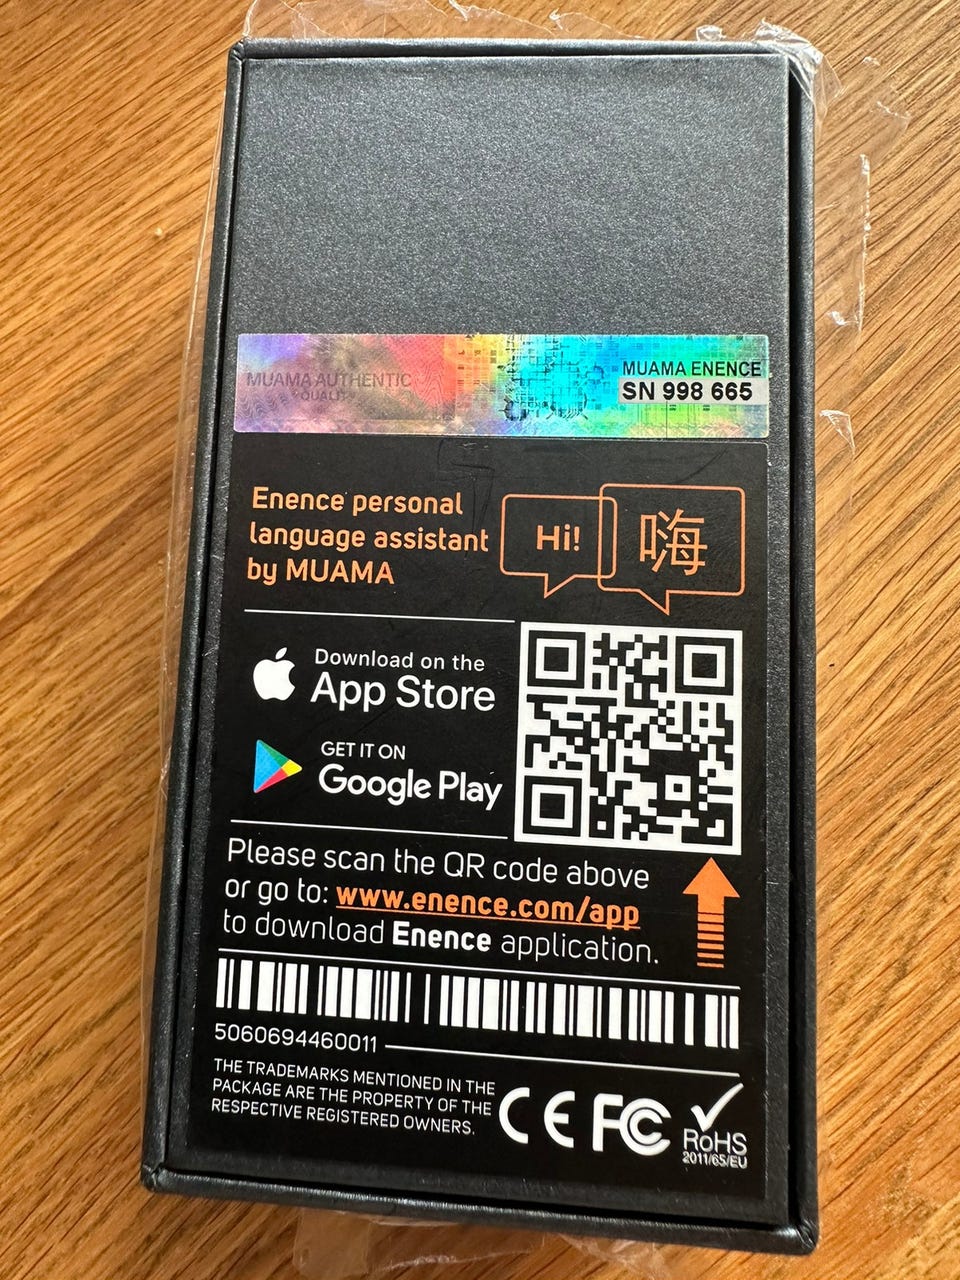 MUAMA AUTHENTIC
QUALITY
MUAMA ENENCE
SN 998 665
Enence personal
language assistant
by MUAMA
Hi!
嗨
Download on the
App Store
GET IT ON
Google Play
Please scan the QR code above
or go to: www.enence.com/app
to download Enence application.
5060694460011
THE TRADEMARKS MENTIONED IN THE
PACKAGE ARE THE PROPERTY OF THE
RESPECTIVE REGISTERED OWNERS.
CE FC
RoHS
2011/65/EU